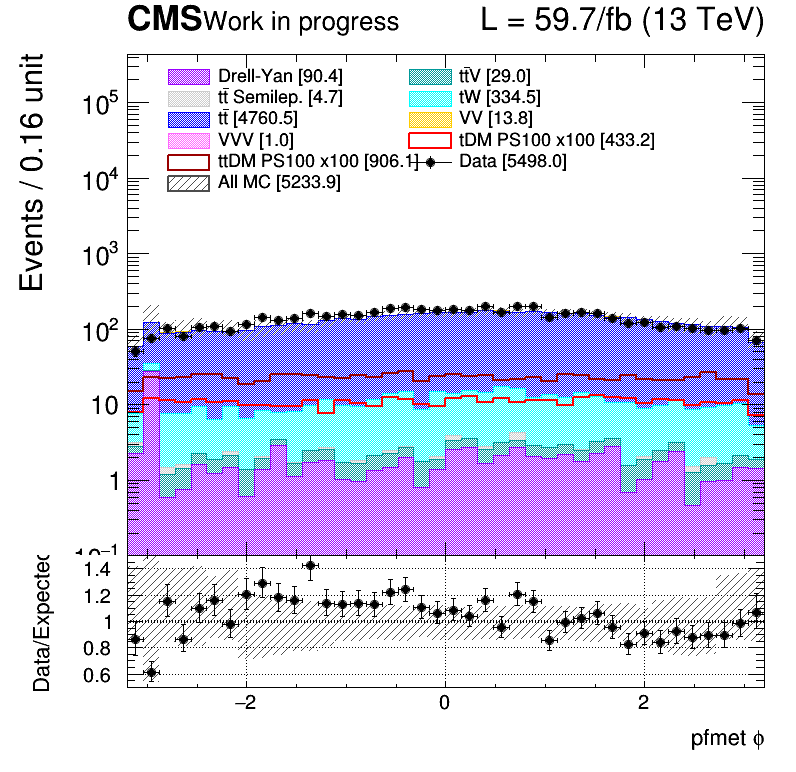 CMS Work in progress L = 59.7/fb (13 TeV)
Events / 0.16 unit
Drell-Yan [90.4] tt̄V [29.0]
tt̄ Semilep. [4.7] tW [334.5]
tt̄ [4760.5] VV [13.8]
VVV [1.0] tDM PS100 x100 [433.2]
ttDM PS100 x100 [906.1] Data [5498.0]
All MC [5233.9]
10⁵
10⁴
10³
10²
10
1
10⁻¹
Data/Expected
1.4
1.2
1
0.8
0.6
−2 0 2
pfmet ϕ